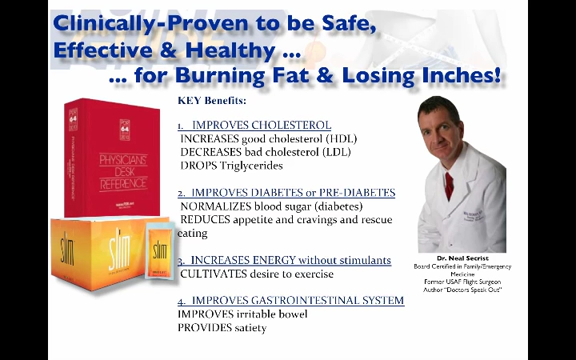 Clinically-Proven to be Safe,
Effective & Healthy ...
... for Burning Fat & Losing Inches!
KEY Benefits:
1. IMPROVES CHOLESTEROL
INCREASES good cholesterol (HDL)
DECREASES bad cholesterol (LDL)
DROPS Triglycerides
2. IMPROVES DIABETES or PRE-DIABETES
NORMALIZES blood sugar (diabetes)
REDUCES appetite and cravings and rescue
eating
3. INCREASES ENERGY without stimulants
CULTIVATES desire to exercise
4. IMPROVES GASTROINTESTINAL SYSTEM
IMPROVES irritable bowel
PROVIDES satiety
PDR
64
PHYSICIANS'
DESK
REFERENCE
PDR
64
slim
slim
Dr. Neal Secrist
Board Certified in Family/Emergency
Medicine
Former USAF Flight Surgeon
Author "Doctors Speak Out"